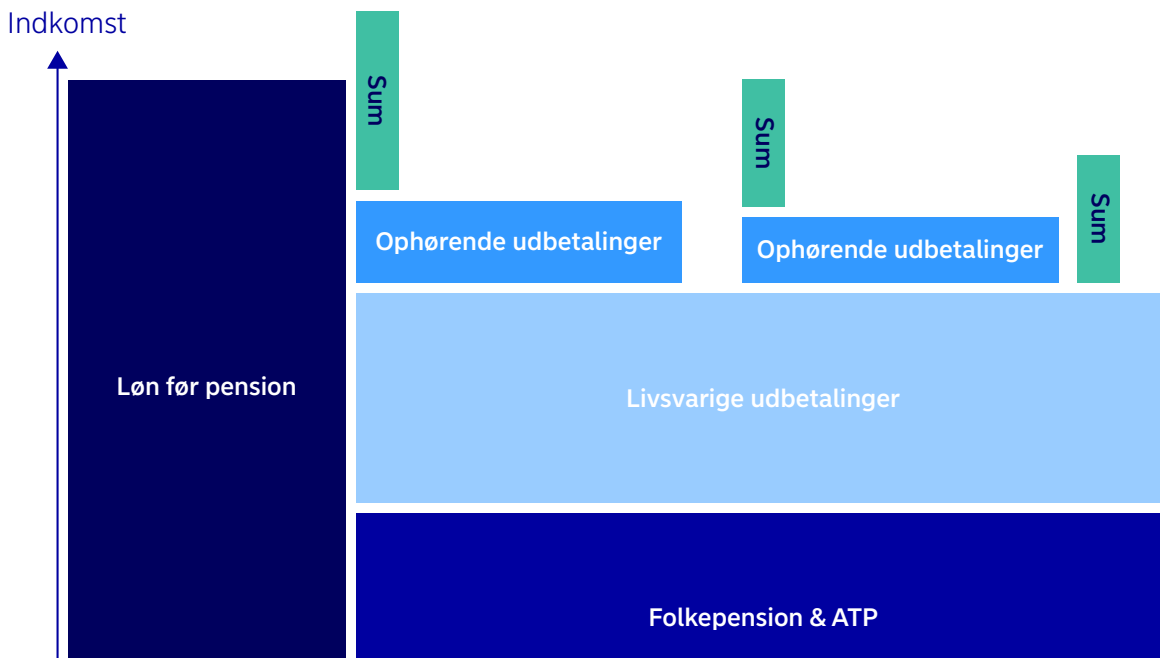 Indkomst
Sum
Sum
Sum
Ophørende udbetalinger
Ophørende udbetalinger
Løn før pension
Livsvarige udbetalinger
Folkepension & ATP